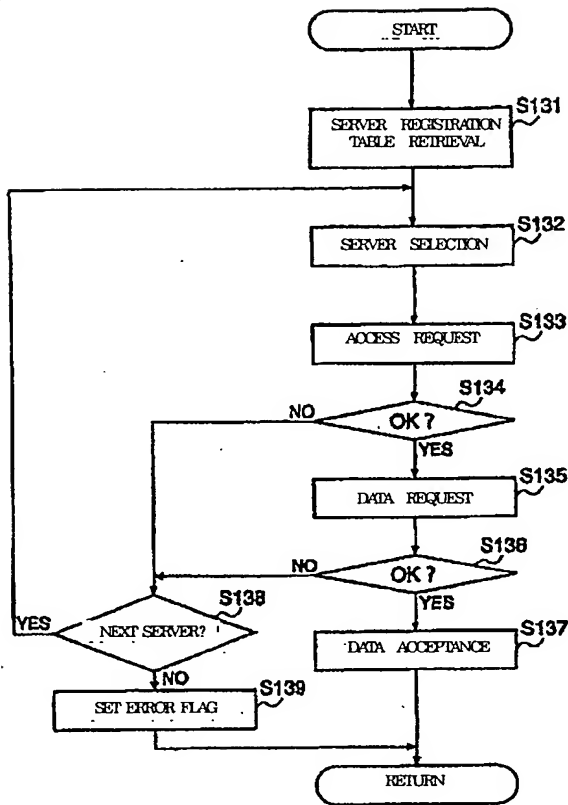 START
S131
SERVER REGISTRATION
TABLE RETRIEVAL
S132
SERVER SELECTION
S133
ACCESS REQUEST
S134
NO
OK?
YES
S135
DATA REQUEST
S136
NO
OK?
YES
S138
YES
NEXT SERVER?
S137
DATA ACCEPTANCE
NO
S139
SET ERROR FLAG
RETURN